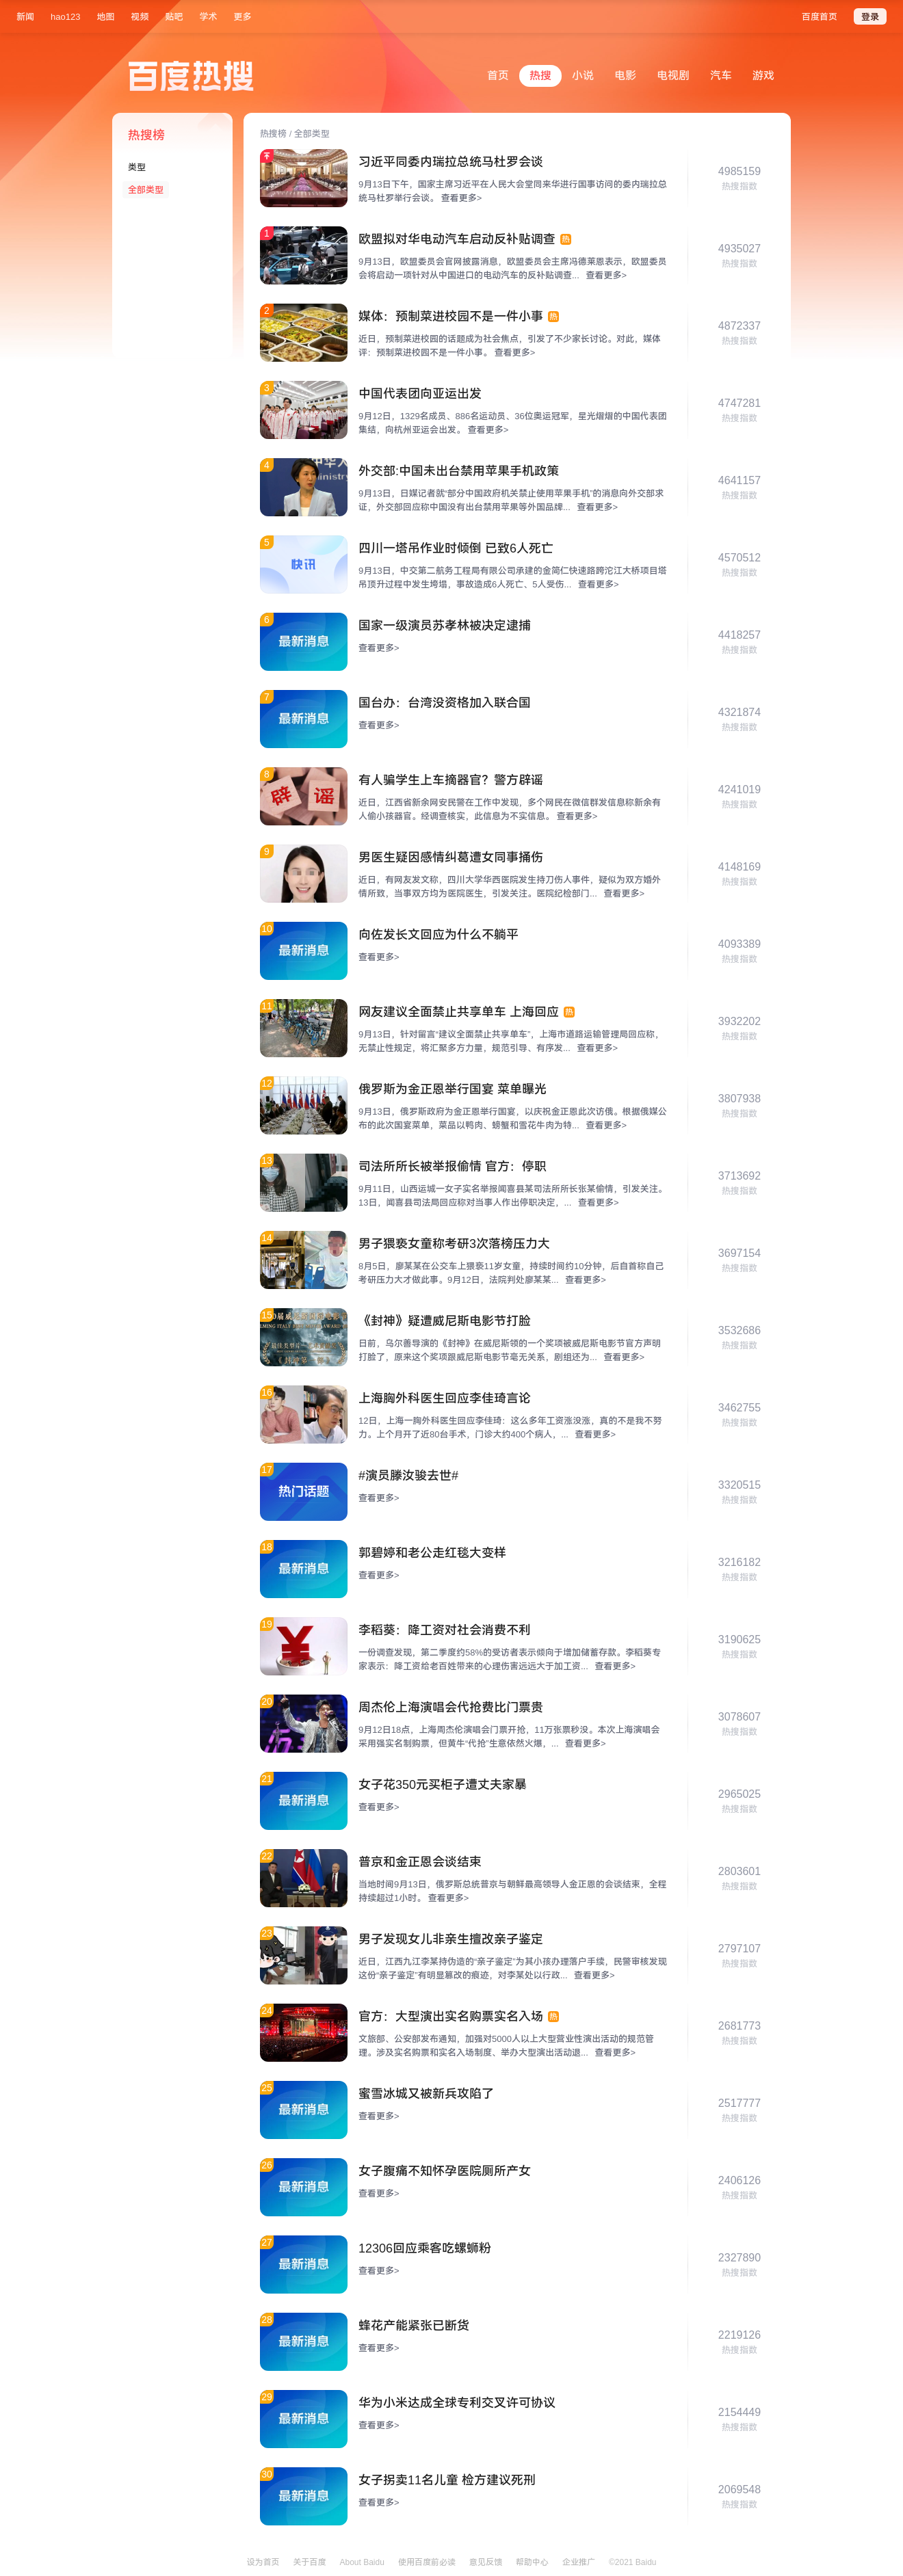 新闻 hao123 地图 视频 贴吧 学术 更多 百度首页 登录
百度热搜
首页 热搜 小说 电影 电视剧 汽车 游戏
热搜榜
类型
全部类型
热搜榜 / 全部类型
习近平同委内瑞拉总统马杜罗会谈
9月13日下午，国家主席习近平在人民大会堂同来华进行国事访问的委内瑞拉总
统马杜罗举行会谈。 查看更多>
4985159
热搜指数
1
欧盟拟对华电动汽车启动反补贴调查 热
9月13日，欧盟委员会官网披露消息，欧盟委员会主席冯德莱恩表示，欧盟委员
会将启动一项针对从中国进口的电动汽车的反补贴调查... 查看更多>
4935027
热搜指数
2
媒体：预制菜进校园不是一件小事 热
近日，预制菜进校园的话题成为社会焦点，引发了不少家长讨论。对此，媒体
评：预制菜进校园不是一件小事。 查看更多>
4872337
热搜指数
3
中国代表团向亚运出发
9月12日，1329名成员、886名运动员、36位奥运冠军，星光熠熠的中国代表团
集结，向杭州亚运会出发。 查看更多>
4747281
热搜指数
4
外交部:中国未出台禁用苹果手机政策
9月13日，日媒记者就“部分中国政府机关禁止使用苹果手机”的消息向外交部求
证，外交部回应称中国没有出台禁用苹果等外国品牌... 查看更多>
4641157
热搜指数
5
快讯
四川一塔吊作业时倾倒 已致6人死亡
9月13日，中交第二航务工程局有限公司承建的金简仁快速路跨沱江大桥项目塔
吊顶升过程中发生垮塌，事故造成6人死亡、5人受伤... 查看更多>
4570512
热搜指数
6
最新消息
国家一级演员苏孝林被决定逮捕
查看更多>
4418257
热搜指数
7
最新消息
国台办：台湾没资格加入联合国
查看更多>
4321874
热搜指数
8
辟谣
有人骗学生上车摘器官？警方辟谣
近日，江西省新余网安民警在工作中发现，多个网民在微信群发信息称新余有
人偷小孩器官。经调查核实，此信息为不实信息。 查看更多>
4241019
热搜指数
9
男医生疑因感情纠葛遭女同事捅伤
近日，有网友发文称，四川大学华西医院发生持刀伤人事件，疑似为双方婚外
情所致，当事双方均为医院医生，引发关注。医院纪检部门... 查看更多>
4148169
热搜指数
10
最新消息
向佐发长文回应为什么不躺平
查看更多>
4093389
热搜指数
11
网友建议全面禁止共享单车 上海回应 热
9月13日，针对留言“建议全面禁止共享单车”，上海市道路运输管理局回应称，
无禁止性规定，将汇聚多方力量，规范引导、有序发... 查看更多>
3932202
热搜指数
12
俄罗斯为金正恩举行国宴 菜单曝光
9月13日，俄罗斯政府为金正恩举行国宴，以庆祝金正恩此次访俄。根据俄媒公
布的此次国宴菜单，菜品以鸭肉、螃蟹和雪花牛肉为特... 查看更多>
3807938
热搜指数
13
司法所所长被举报偷情 官方：停职
9月11日，山西运城一女子实名举报闻喜县某司法所所长张某偷情，引发关注。
13日，闻喜县司法局回应称对当事人作出停职决定，... 查看更多>
3713692
热搜指数
14
男子猥亵女童称考研3次落榜压力大
8月5日，廖某某在公交车上猥亵11岁女童，持续时间约10分钟，后自首称自己
考研压力大才做此事。9月12日，法院判处廖某某... 查看更多>
3697154
热搜指数
15
《封神》疑遭威尼斯电影节打脸
日前，乌尔善导演的《封神》在威尼斯领的一个奖项被威尼斯电影节官方声明
打脸了，原来这个奖项跟威尼斯电影节毫无关系，剧组还为... 查看更多>
3532686
热搜指数
16
上海胸外科医生回应李佳琦言论
12日，上海一胸外科医生回应李佳琦：这么多年工资涨没涨，真的不是我不努
力。上个月开了近80台手术，门诊大约400个病人，... 查看更多>
3462755
热搜指数
17
热门话题
#演员滕汝骏去世#
查看更多>
3320515
热搜指数
18
最新消息
郭碧婷和老公走红毯大变样
查看更多>
3216182
热搜指数
19
李稻葵：降工资对社会消费不利
一份调查发现，第二季度约58%的受访者表示倾向于增加储蓄存款。李稻葵专
家表示：降工资给老百姓带来的心理伤害远远大于加工资... 查看更多>
3190625
热搜指数
20
周杰伦上海演唱会代抢费比门票贵
9月12日18点，上海周杰伦演唱会门票开抢，11万张票秒没。本次上海演唱会
采用强实名制购票，但黄牛“代抢”生意依然火爆，... 查看更多>
3078607
热搜指数
21
最新消息
女子花350元买柜子遭丈夫家暴
查看更多>
2965025
热搜指数
22
普京和金正恩会谈结束
当地时间9月13日，俄罗斯总统普京与朝鲜最高领导人金正恩的会谈结束，全程
持续超过1小时。 查看更多>
2803601
热搜指数
23
男子发现女儿非亲生擅改亲子鉴定
近日，江西九江李某持伪造的“亲子鉴定”为其小孩办理落户手续，民警审核发现
这份“亲子鉴定”有明显篡改的痕迹，对李某处以行政... 查看更多>
2797107
热搜指数
24
官方：大型演出实名购票实名入场 热
文旅部、公安部发布通知，加强对5000人以上大型营业性演出活动的规范管
理。涉及实名购票和实名入场制度、举办大型演出活动退... 查看更多>
2681773
热搜指数
25
最新消息
蜜雪冰城又被新兵攻陷了
查看更多>
2517777
热搜指数
26
最新消息
女子腹痛不知怀孕医院厕所产女
查看更多>
2406126
热搜指数
27
最新消息
12306回应乘客吃螺蛳粉
查看更多>
2327890
热搜指数
28
最新消息
蜂花产能紧张已断货
查看更多>
2219126
热搜指数
29
最新消息
华为小米达成全球专利交叉许可协议
查看更多>
2154449
热搜指数
30
最新消息
女子拐卖11名儿童 检方建议死刑
查看更多>
2069548
热搜指数
设为首页 关于百度 About Baidu 使用百度前必读 意见反馈 帮助中心 企业推广 ©2021 Baidu